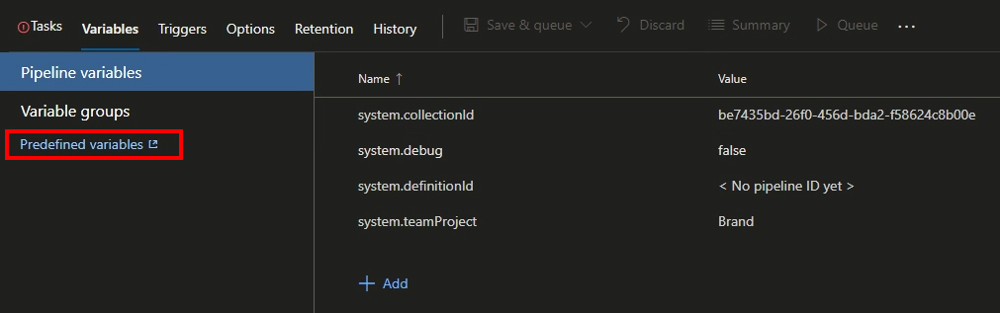 Tasks Variables Triggers Options Retention History Save & queue Discard Summary Queue ...
Pipeline variables
Variable groups
Predefined variables
Name ↑ Value
system.collectionId be7435bd-26f0-456d-bda2-f58624c8b00e
system.debug false
system.definitionId < No pipeline ID yet >
system.teamProject Brand
+ Add